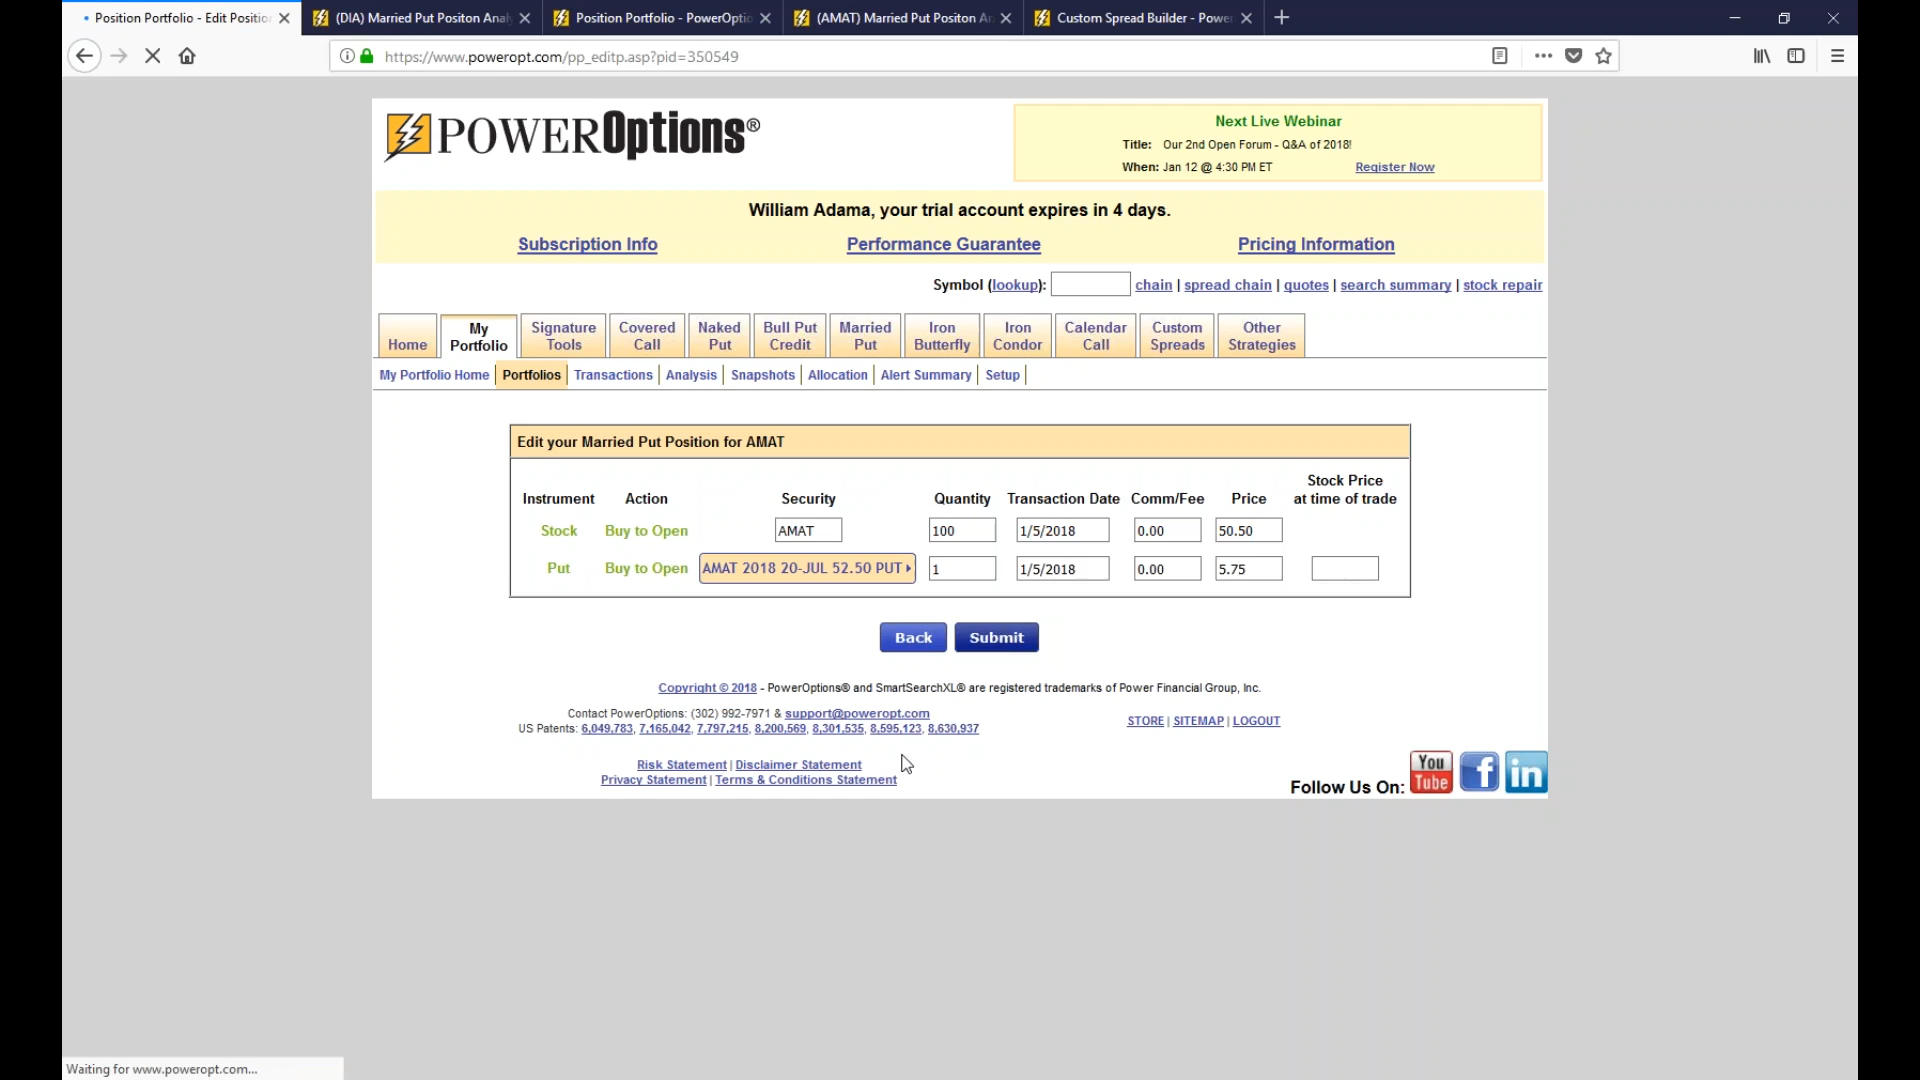 Position Portfolio - Edit Position
(DIA) Married Put Positon Anal
Position Portfolio - PowerOptio
(AMAT) Married Put Positon An
Custom Spread Builder - Power
https://www.poweropt.com/pp_editp.asp?pid=350549
POWEROptions®
Next Live Webinar
Title: Our 2nd Open Forum - Q&A of 2018!
When: Jan 12 @ 4:30 PM ET Register Now
William Adama, your trial account expires in 4 days.
Subscription Info Performance Guarantee Pricing Information
Symbol (lookup): chain | spread chain | quotes | search summary | stock repair
Home
My Portfolio
Signature Tools
Covered Call
Naked Put
Bull Put Credit
Married Put
Iron Butterfly
Iron Condor
Calendar Call
Custom Spreads
Other Strategies
My Portfolio Home | Portfolios | Transactions | Analysis | Snapshots | Allocation | Alert Summary | Setup |
Edit your Married Put Position for AMAT
Instrument Action Security Quantity Transaction Date Comm/Fee Price Stock Price at time of trade
Stock Buy to Open AMAT 100 1/5/2018 0.00 50.50
Put Buy to Open AMAT 2018 20-JUL 52.50 PUT 1 1/5/2018 0.00 5.75
Back Submit
Copyright © 2018 - PowerOptions® and SmartSearchXL® are registered trademarks of Power Financial Group, Inc.
Contact PowerOptions: (302) 992-7971 & support@poweropt.com
US Patents: 6,049,783, 7,165,042, 7,797,215, 8,200,569, 8,301,535, 8,595,123, 8,630,937
STORE | SITEMAP | LOGOUT
Risk Statement | Disclaimer Statement
Privacy Statement | Terms & Conditions Statement
Follow Us On: You Tube f in
Waiting for www.poweropt.com...